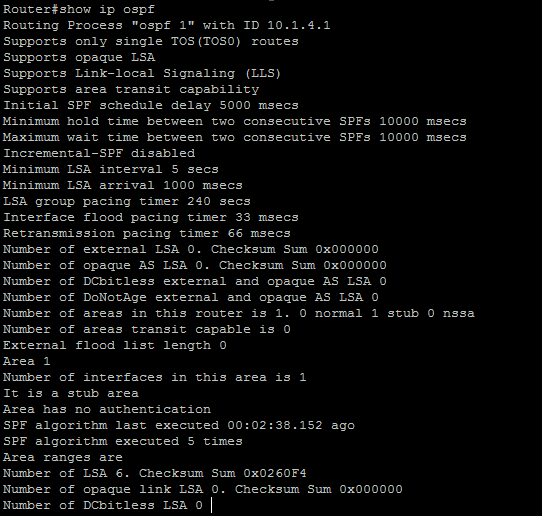 Router#show ip ospf
Routing Process "ospf 1" with ID 10.1.4.1
Supports only single TOS(TOS0) routes
Supports opaque LSA
Supports Link-local Signaling (LLS)
Supports area transit capability
Initial SPF schedule delay 5000 msecs
Minimum hold time between two consecutive SPFs 10000 msecs
Maximum wait time between two consecutive SPFs 10000 msecs
Incremental-SPF disabled
Minimum LSA interval 5 secs
Minimum LSA arrival 1000 msecs
LSA group pacing timer 240 secs
Interface flood pacing timer 33 msecs
Retransmission pacing timer 66 msecs
Number of external LSA 0. Checksum Sum 0x000000
Number of opaque AS LSA 0. Checksum Sum 0x000000
Number of DCbitless external and opaque AS LSA 0
Number of DoNotAge external and opaque AS LSA 0
Number of areas in this router is 1. 0 normal 1 stub 0 nssa
Number of areas transit capable is 0
External flood list length 0
Area 1
Number of interfaces in this area is 1
It is a stub area
Area has no authentication
SPF algorithm last executed 00:02:38.152 ago
SPF algorithm executed 5 times
Area ranges are
Number of LSA 6. Checksum Sum 0x0260F4
Number of opaque link LSA 0. Checksum Sum 0x000000
Number of DCbitless LSA 0